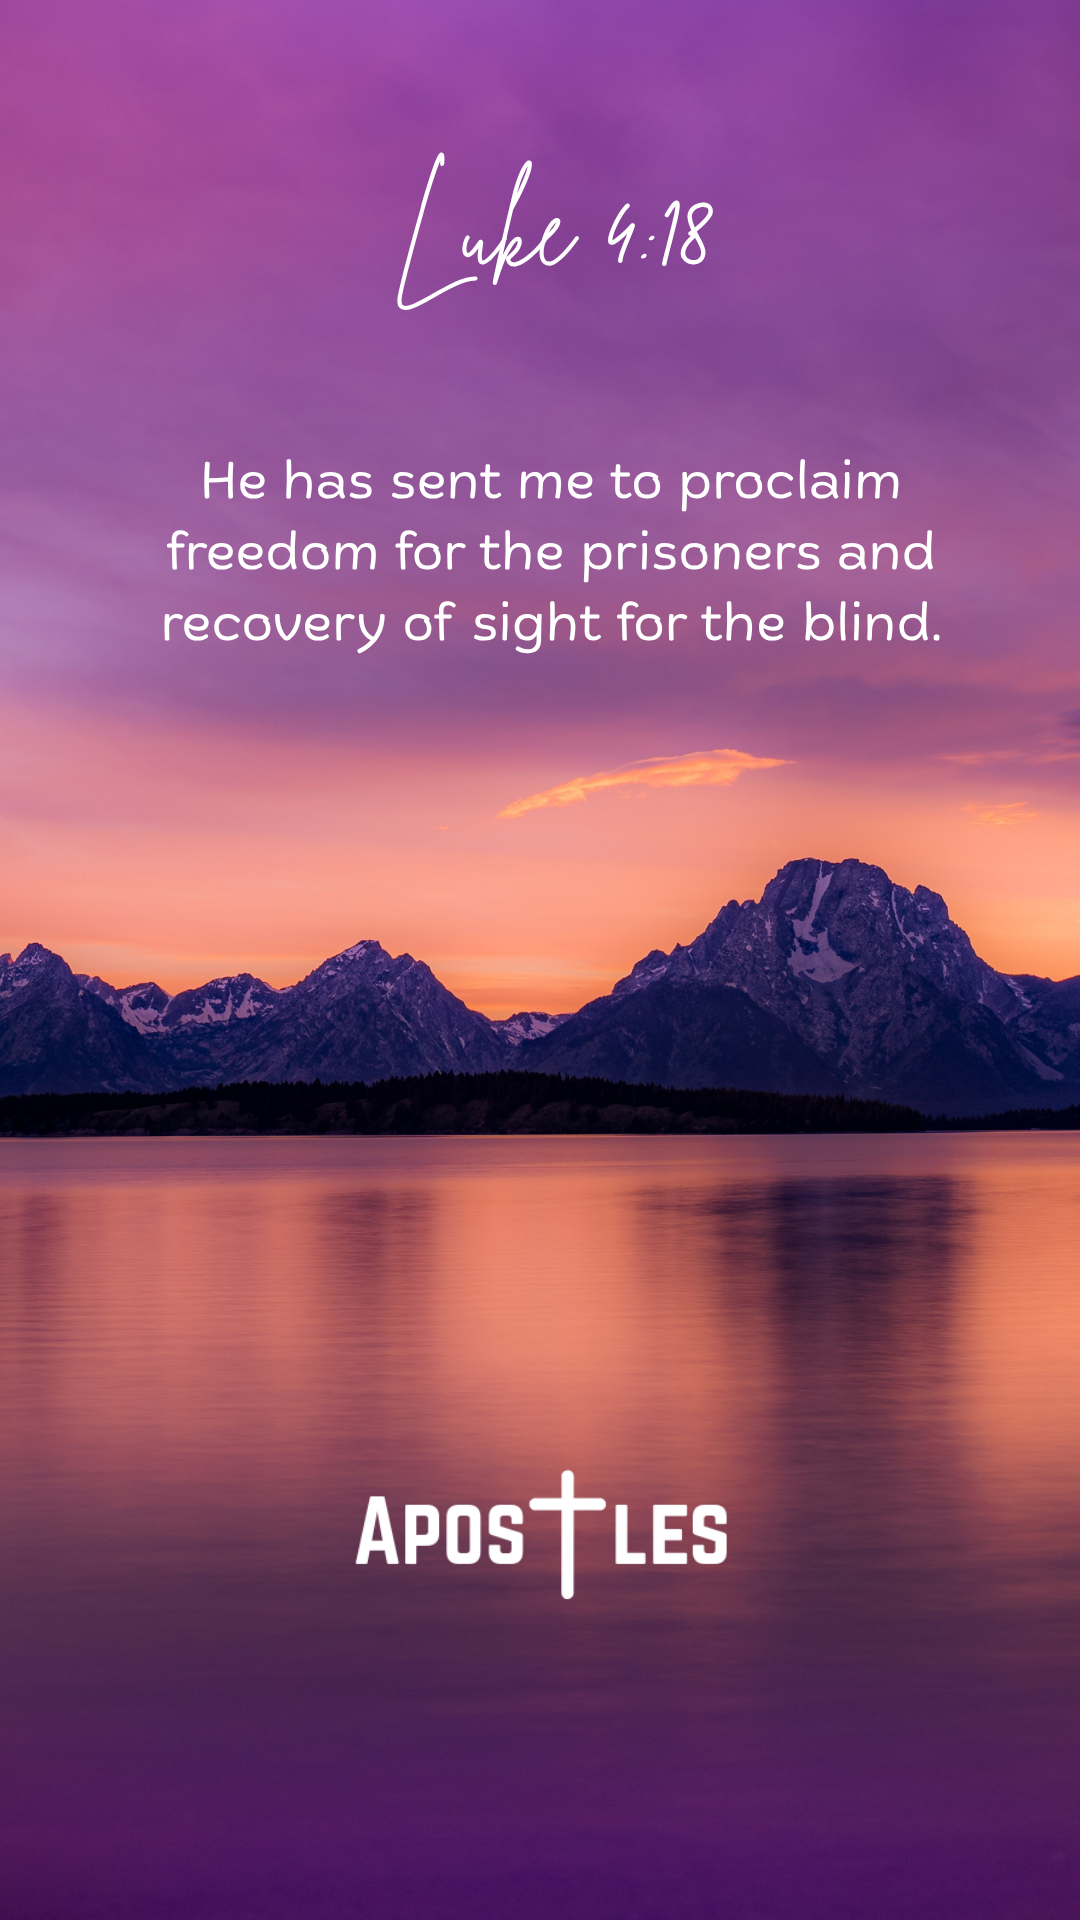 Luke 4:18
He has sent me to proclaim
freedom for the prisoners and
recovery of sight for the blind.
APOSTLES